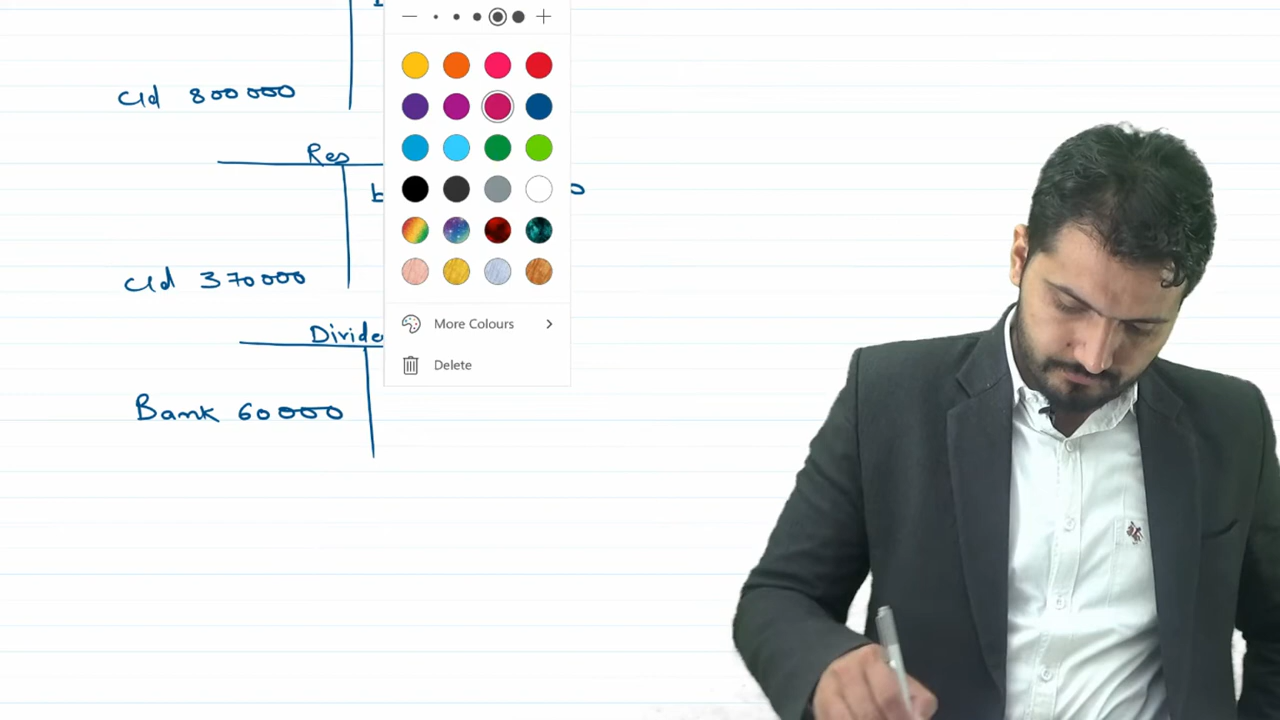 c/d 800000
Res
c/d 370000
Divide
Bank 60000
More Colours
Delete